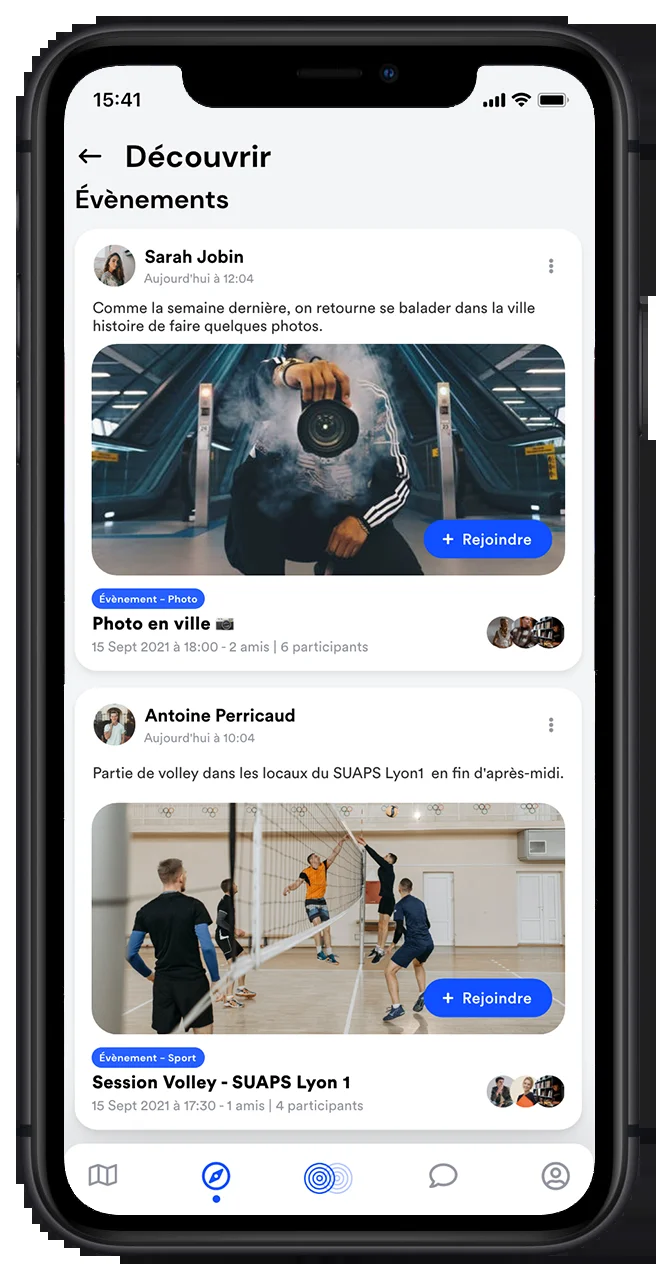 15:41
Découvrir
Évènements
Sarah Jobin
Aujourd'hui à 12:04
Comme la semaine dernière, on retourne se balader dans la ville
histoire de faire quelques photos.
+ Rejoindre
Évènement – Photo
Photo en ville 📷
15 Sept 2021 à 18:00 - 2 amis | 6 participants
Antoine Perricaud
Aujourd'hui à 10:04
Partie de volley dans les locaux du SUAPS Lyon1 en fin d'après-midi.
+ Rejoindre
Évènement – Sport
Session Volley - SUAPS Lyon 1
15 Sept 2021 à 17:30 - 1 amis | 4 participants